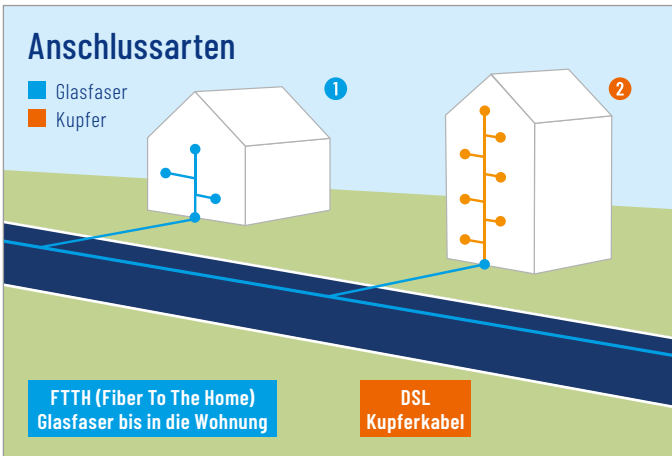 Anschlussarten
Glasfaser
Kupfer
1
2
FTTH (Fiber To The Home)
Glasfaser bis in die Wohnung
DSL
Kupferkabel